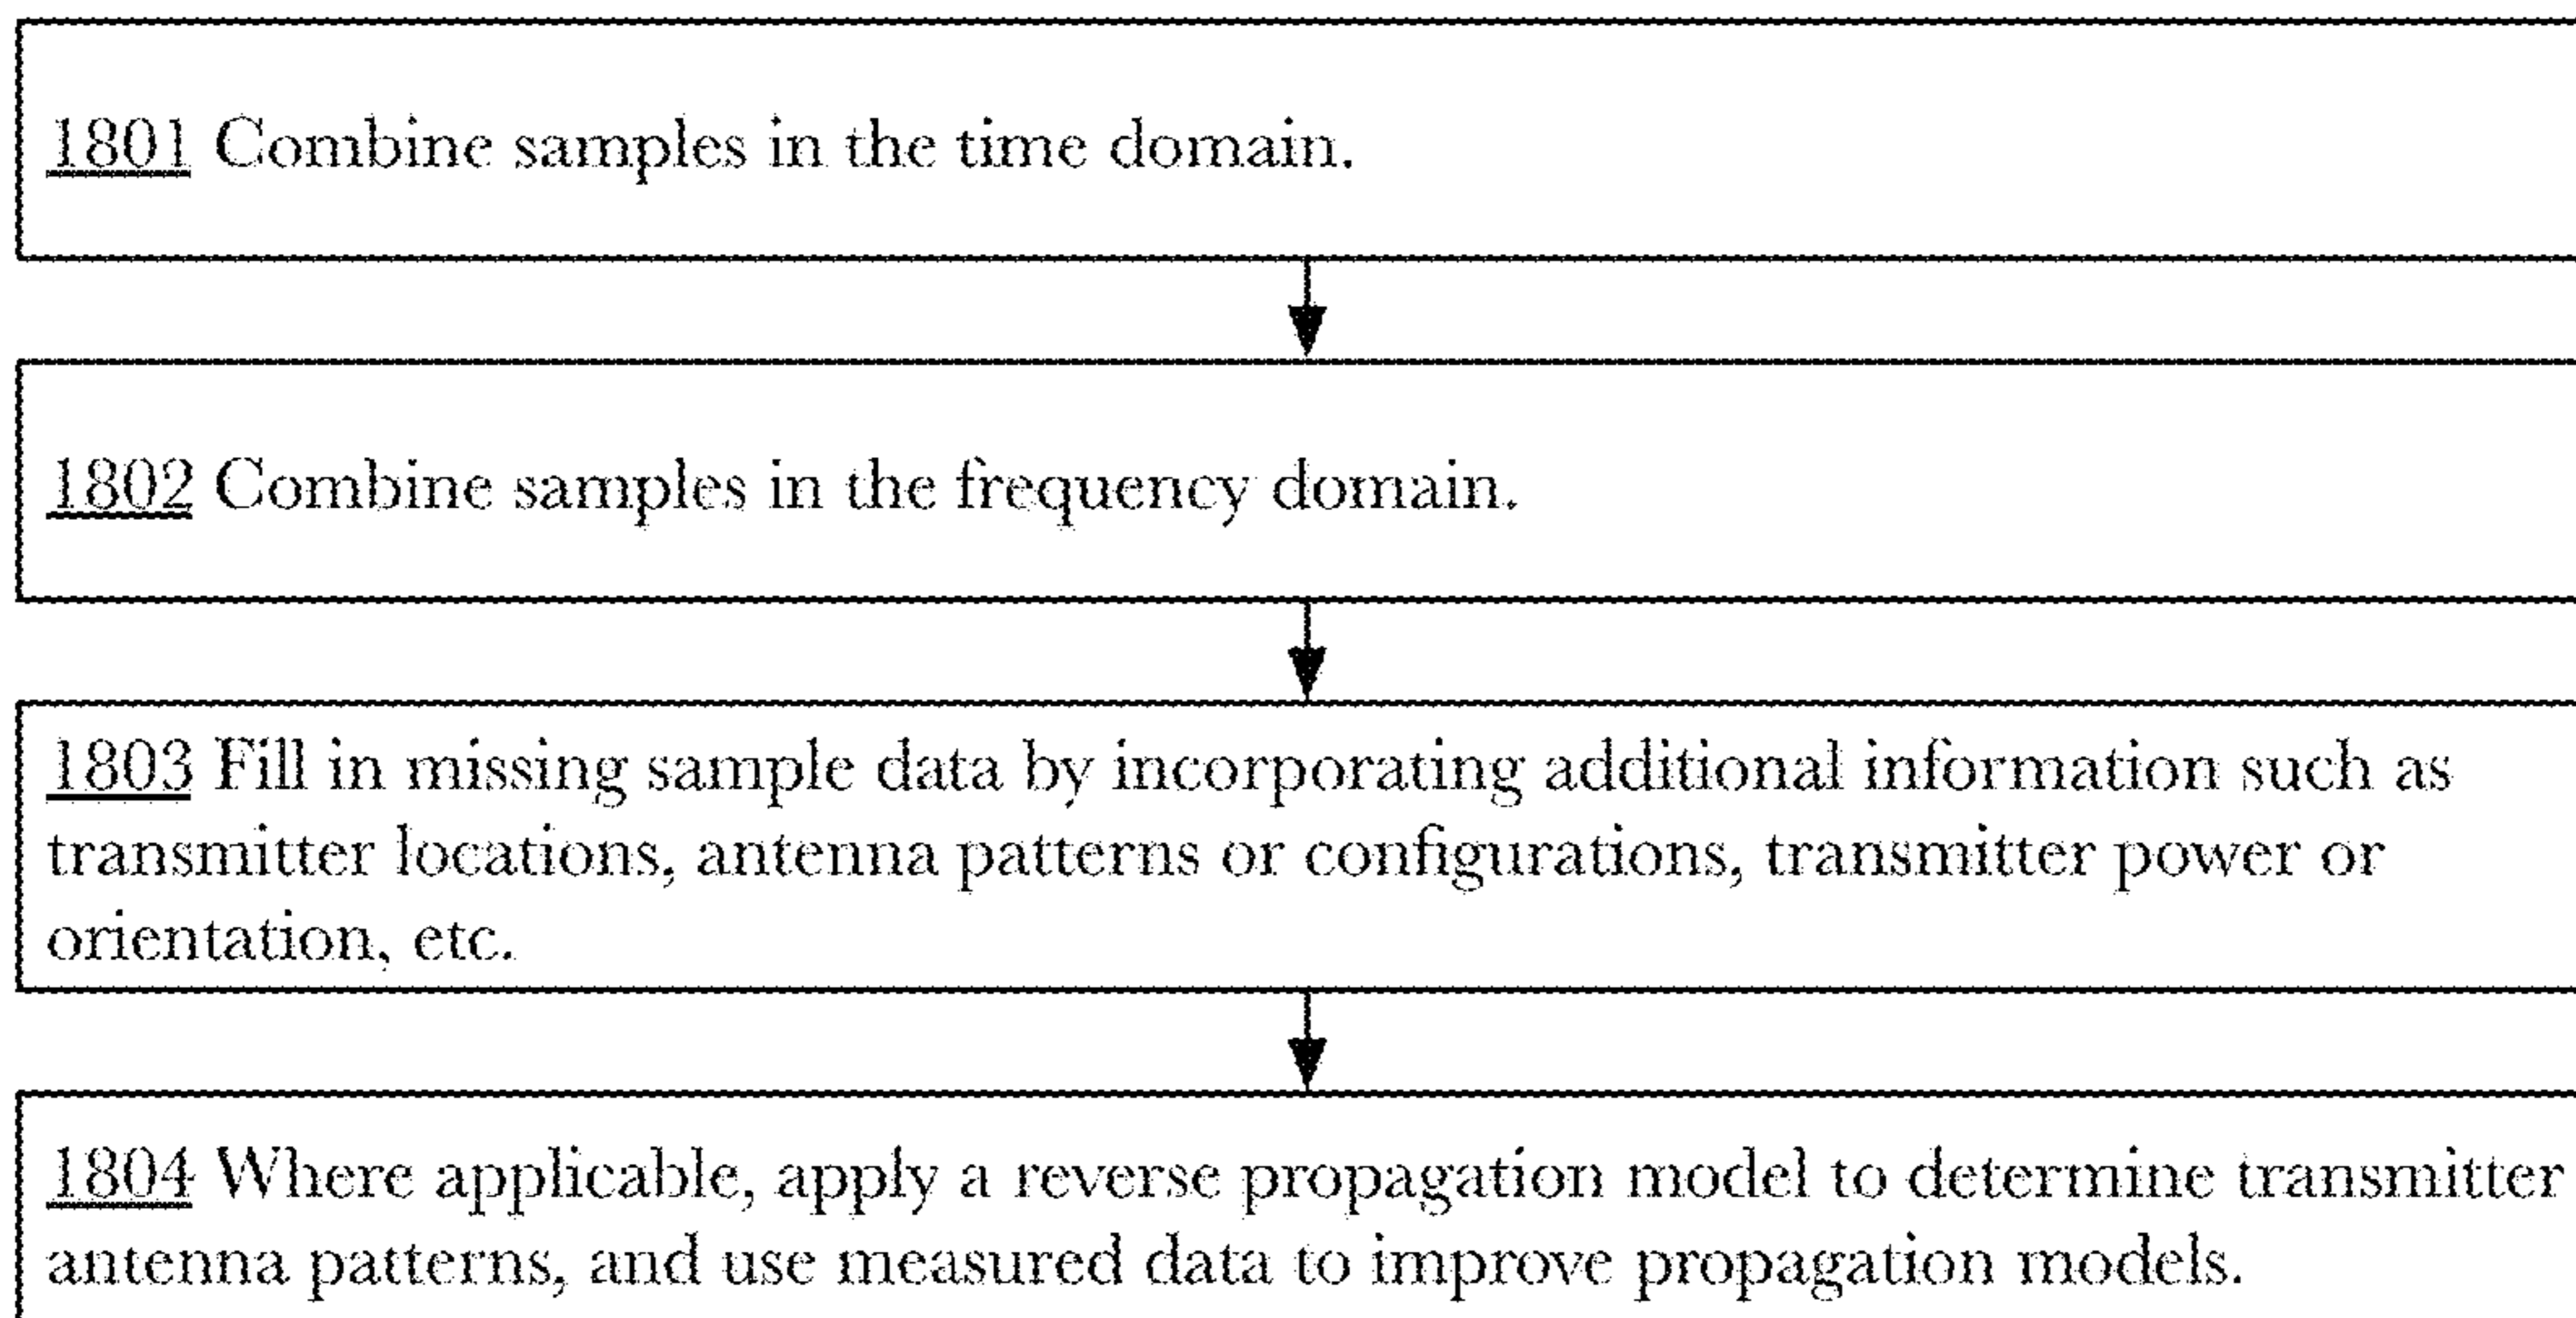 1801 Combine samples in the time domain.
1802 Combine samples in the frequency domain.
1803 Fill in missing sample data by incorporating additional information such as
transmitter locations, antenna patterns or configurations, transmitter power or
orientation, etc.
1804 Where applicable, apply a reverse propagation model to determine transmitter
antenna patterns, and use measured data to improve propagation models.